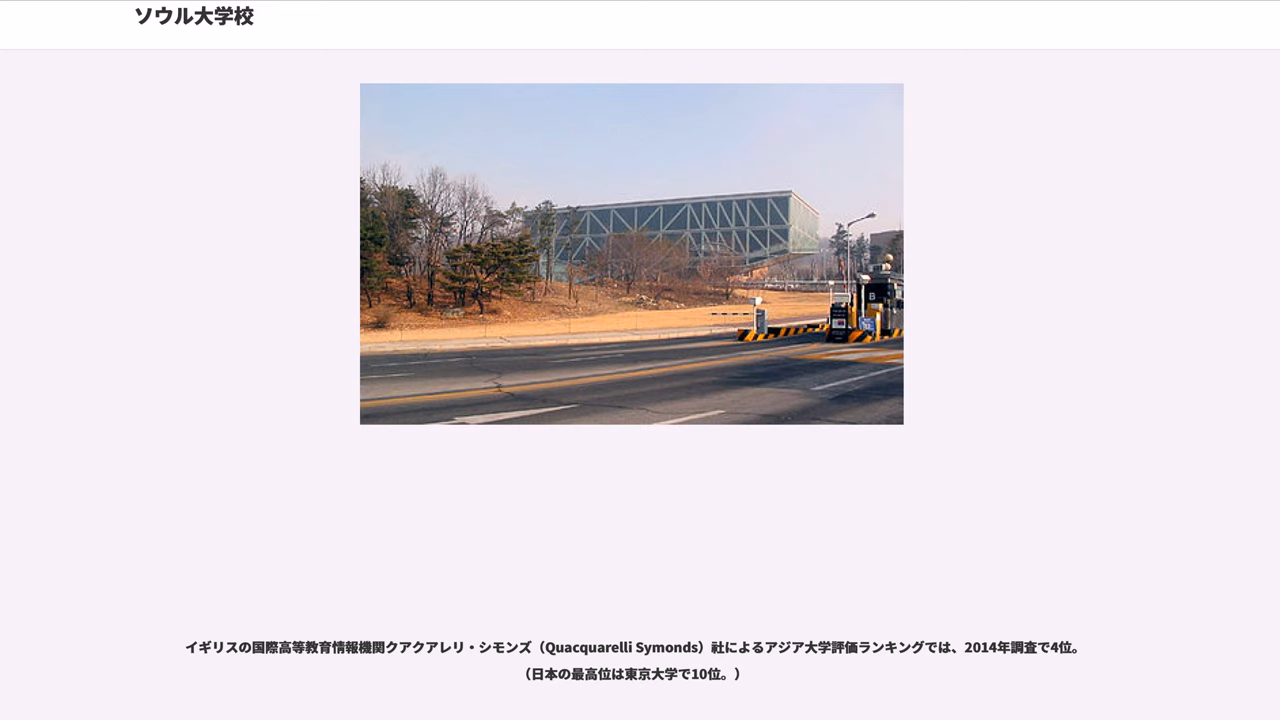 ソウル大学校
B
イギリスの国際高等教育情報機関クアクアレリ・シモンズ（Quacquarelli Symonds）社によるアジア大学評価ランキングでは、2014年調査で4位。
（日本の最高位は東京大学で10位。）